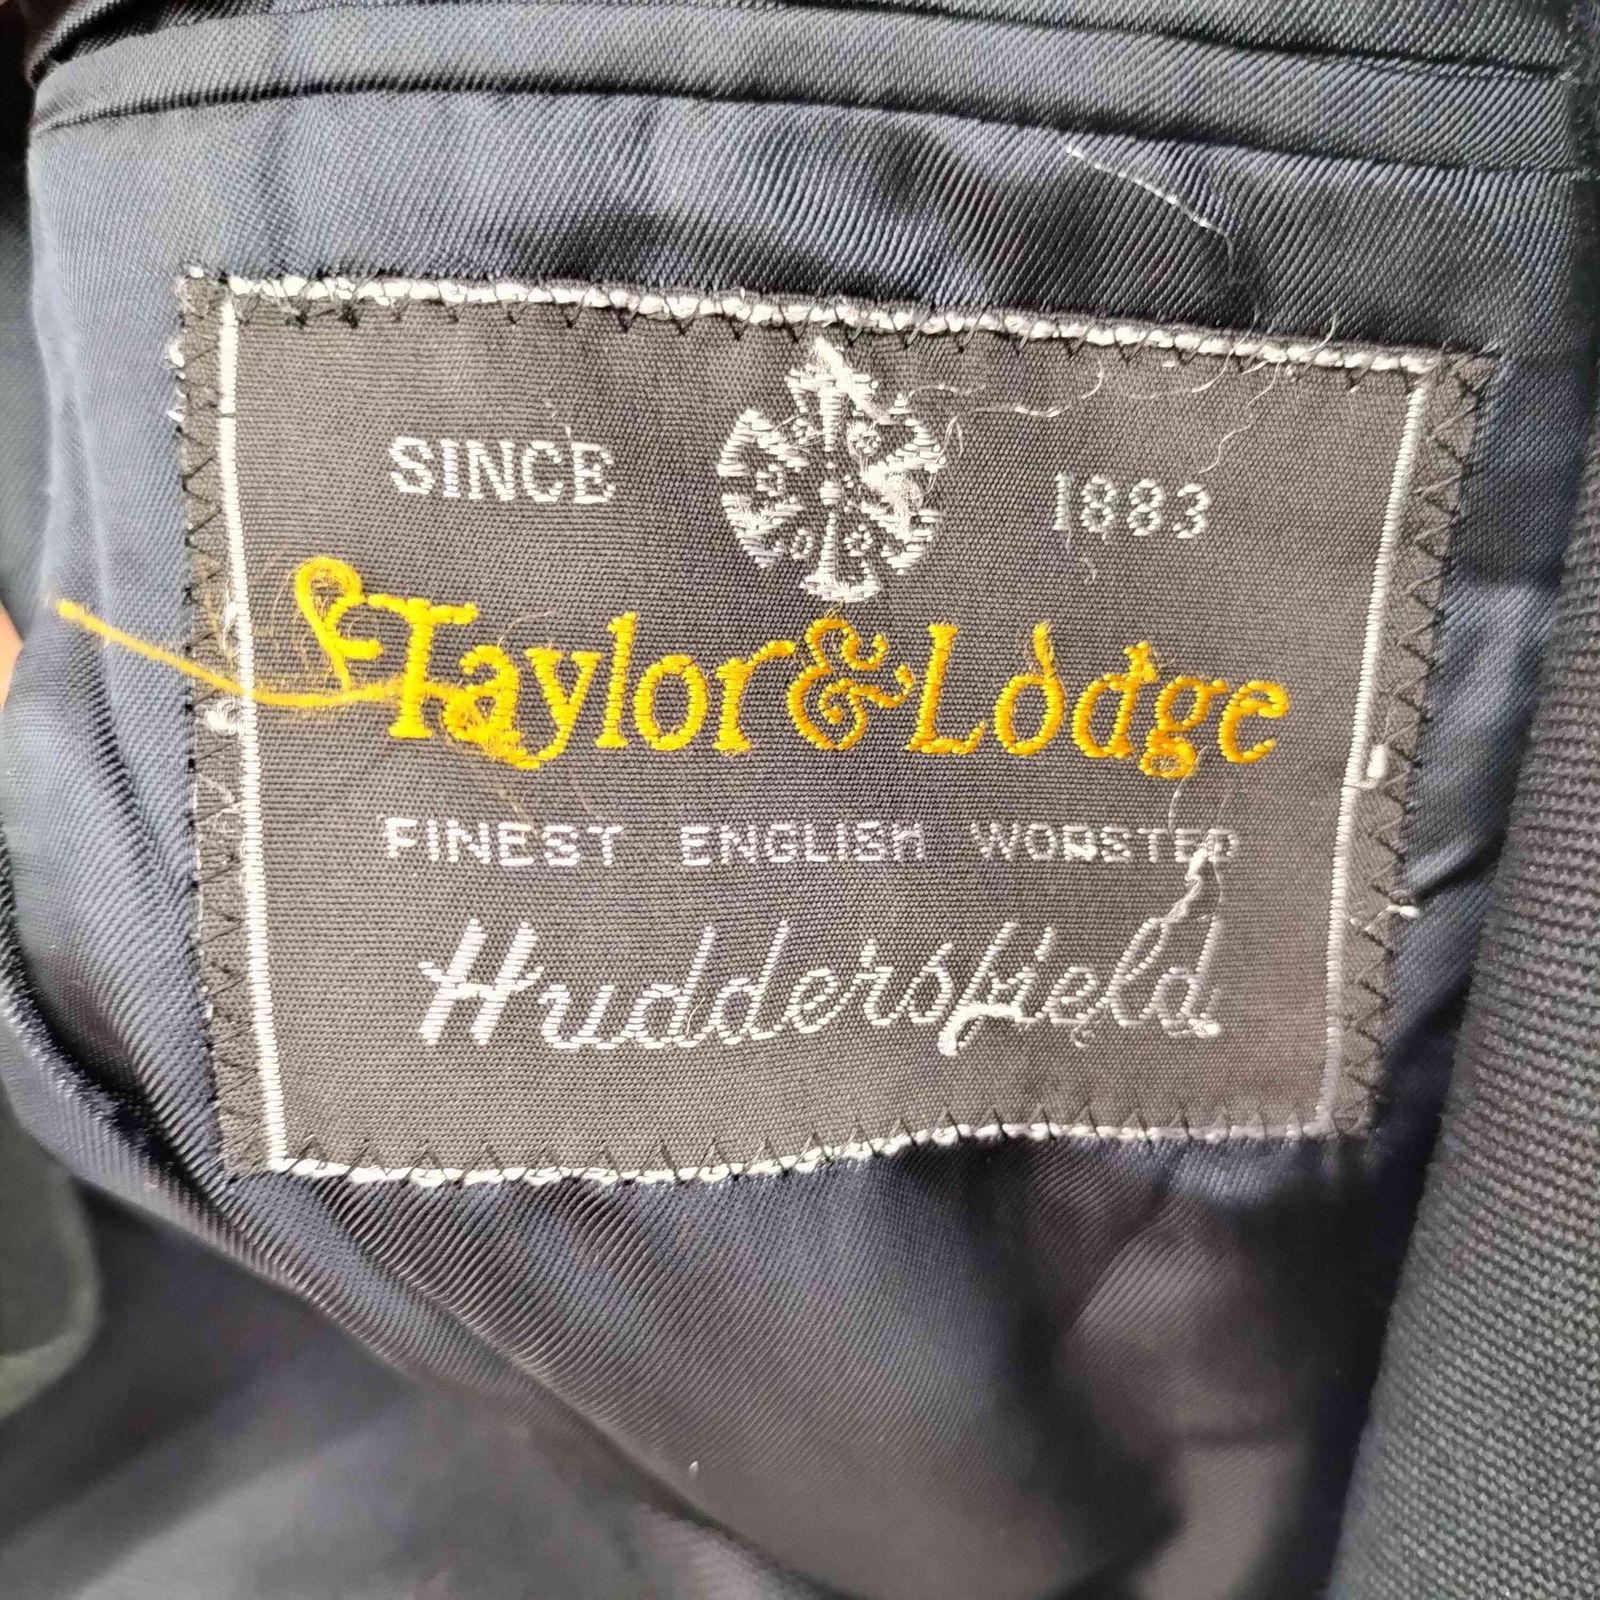 SINCE 1883
Taylor & Lodge
FINEST ENGLISH WORSTED
Huddersfield